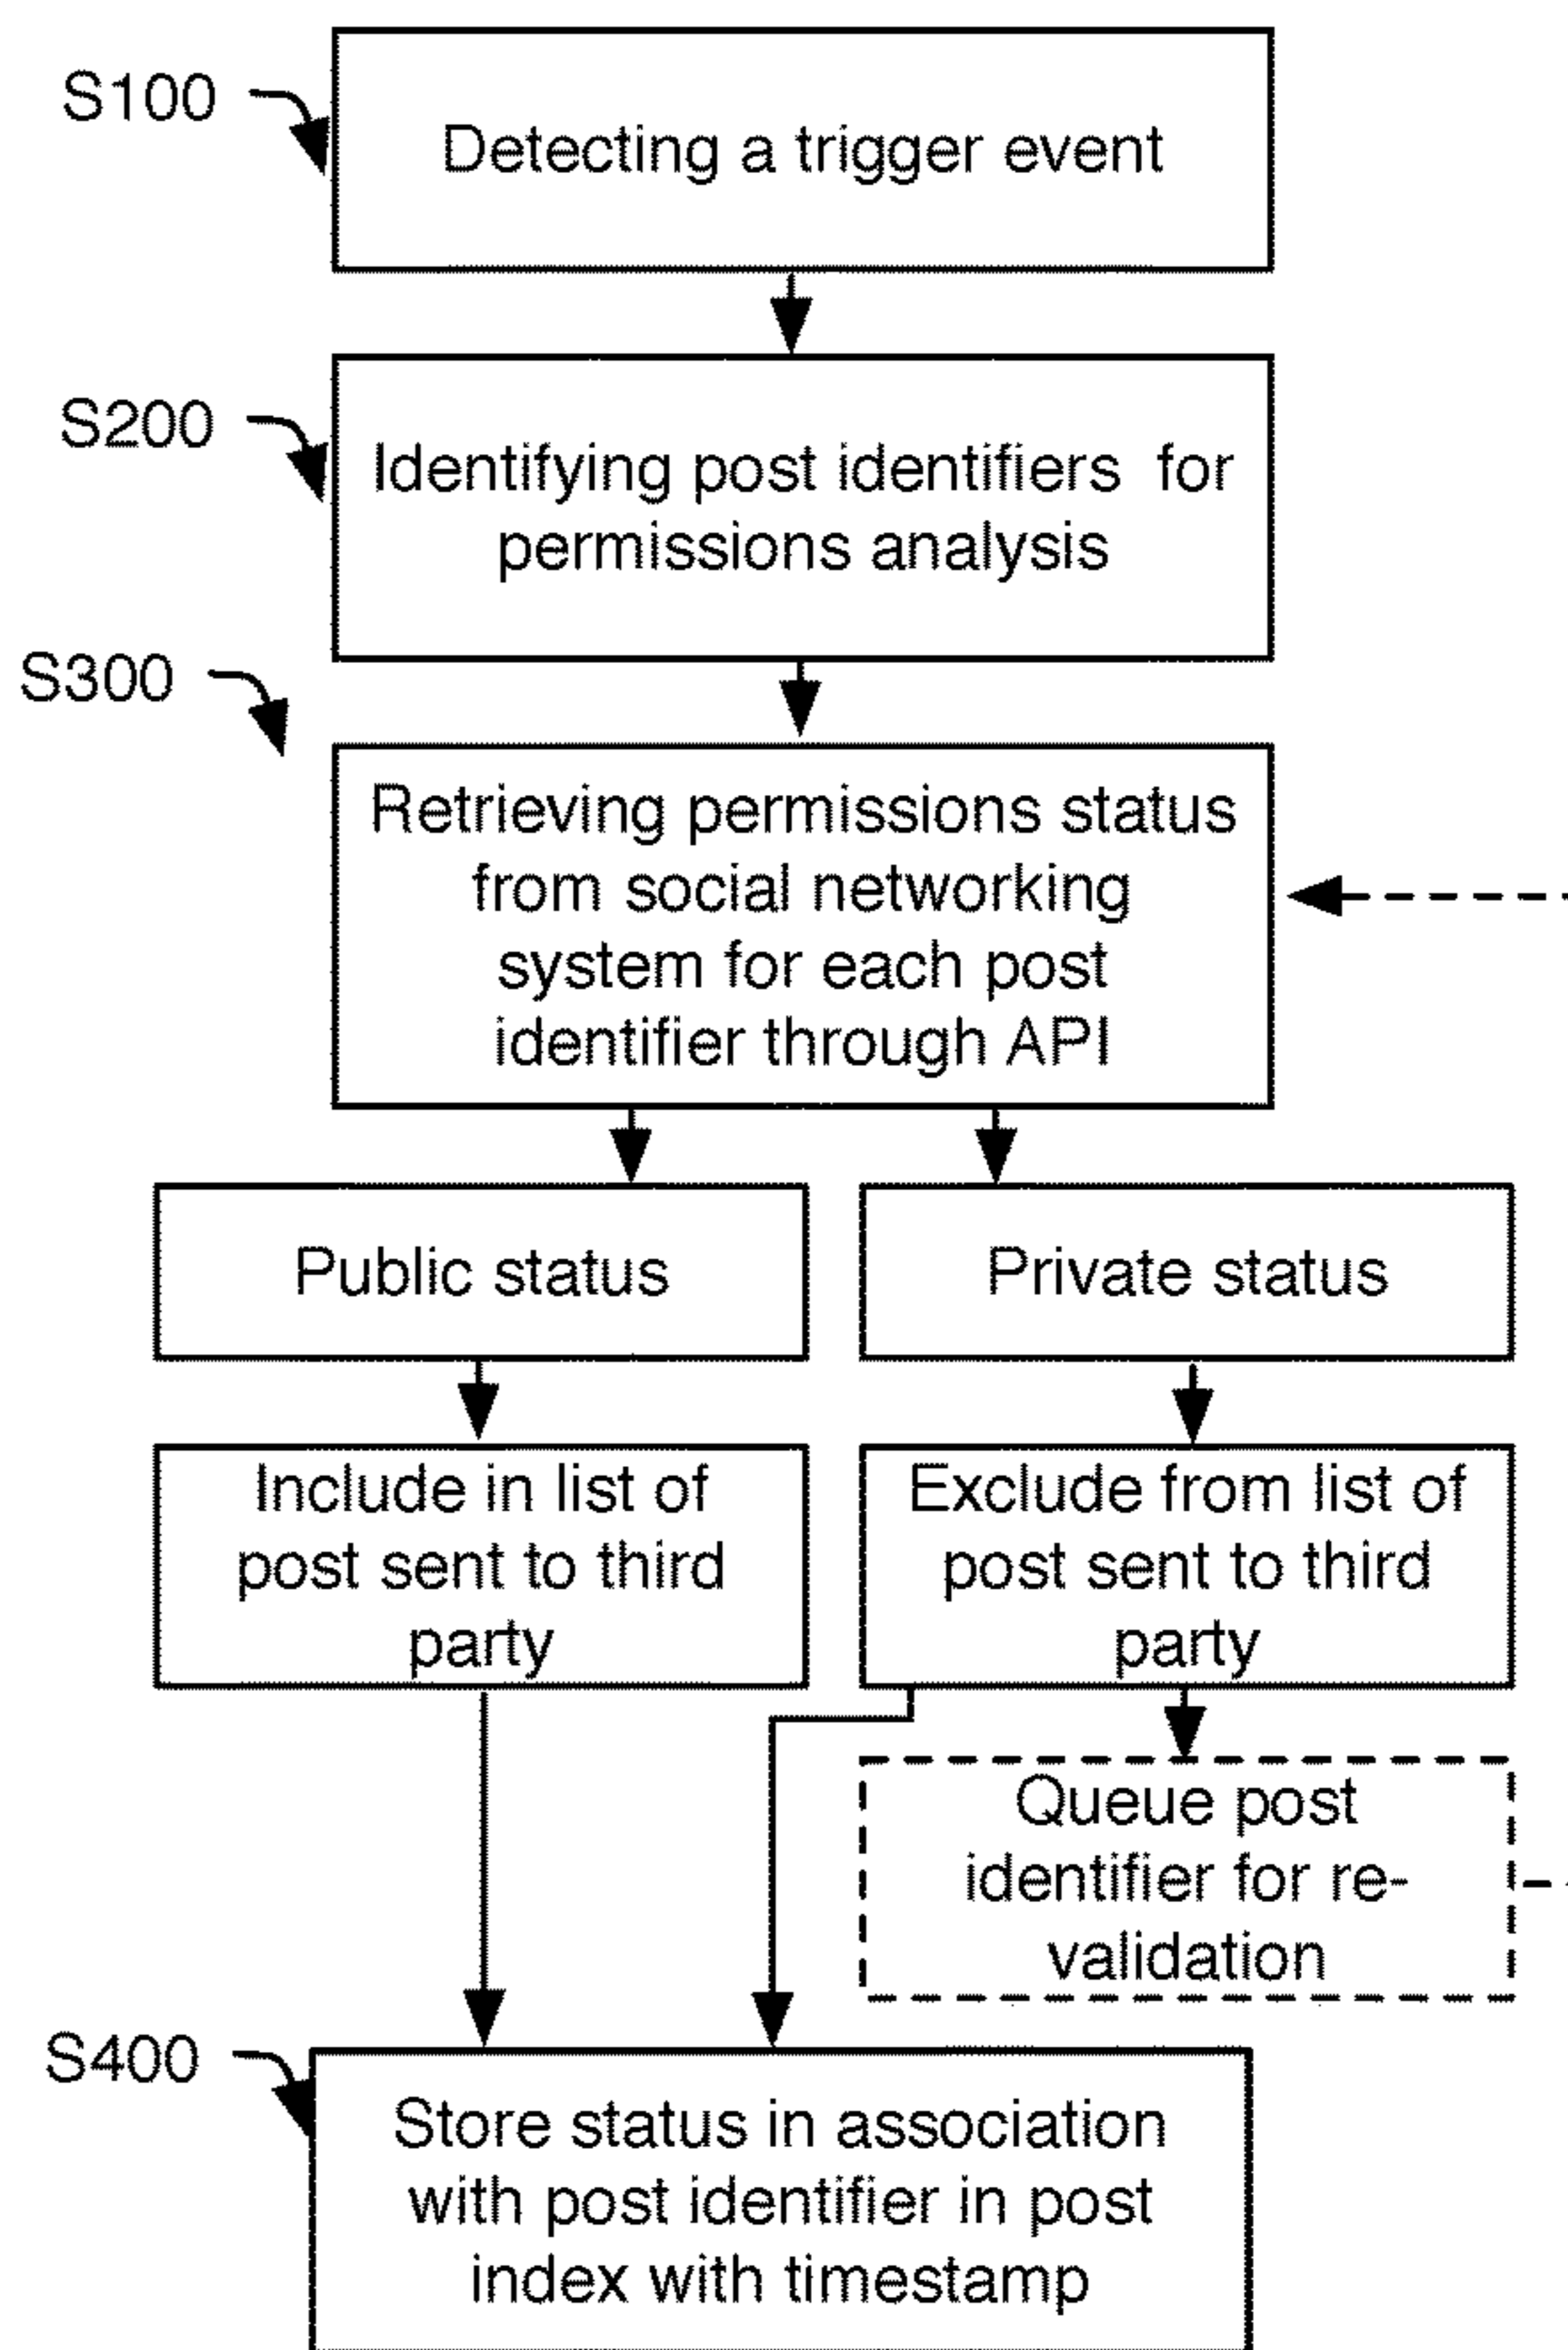 S100
Detecting a trigger event
S200
Identifying post identifiers for
permissions analysis
S300
Retrieving permissions status
from social networking
system for each post
identifier through API
Public status
Private status
Include in list of
post sent to third
party
Exclude from list of
post sent to third
party
Queue post
identifier for re-
validation
S400
Store status in association
with post identifier in post
index with timestamp